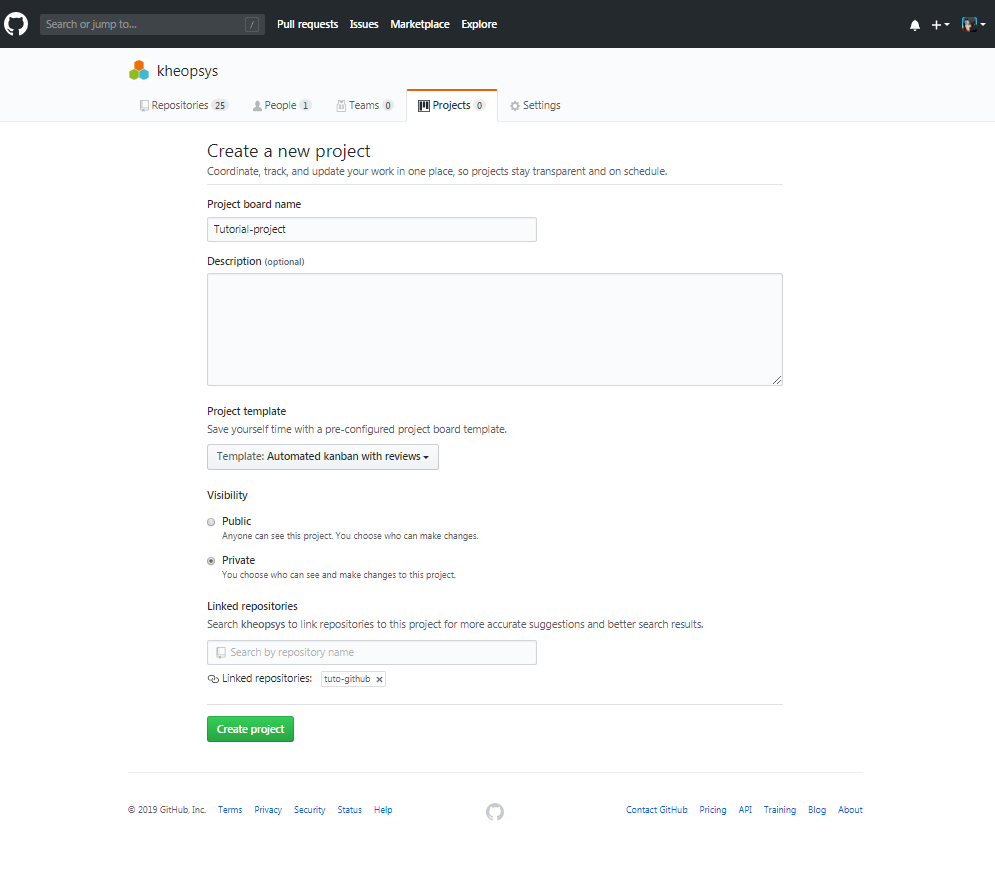 Search or jump to... /
Pull requests Issues Marketplace Explore
kheopsys
Repositories 25 People 1 Teams 0 Projects 0 Settings
Create a new project
Coordinate, track, and update your work in one place, so projects stay transparent and on schedule.
Project board name
Tutorial-project
Description (optional)
Project template
Save yourself time with a pre-configured project board template.
Template: Automated kanban with reviews
Visibility
Public
Anyone can see this project. You choose who can make changes.
Private
You choose who can see and make changes to this project.
Linked repositories
Search kheopsys to link repositories to this project for more accurate suggestions and better search results.
Search by repository name
Linked repositories: tuto-github ×
Create project
© 2019 GitHub, Inc. Terms Privacy Security Status Help
Contact GitHub Pricing API Training Blog About